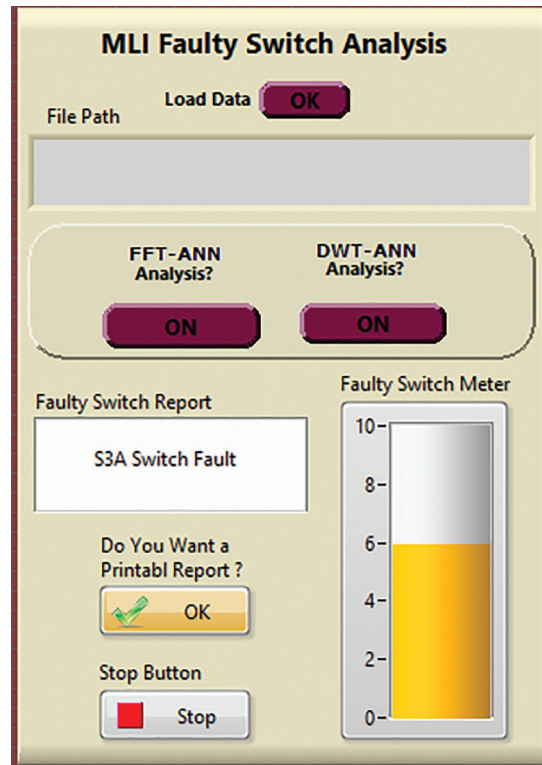 MLI Faulty Switch Analysis
Load Data OK
File Path
FFT-ANN
Analysis?
ON
DWT-ANN
Analysis?
ON
Faulty Switch Report
S3A Switch Fault
Do You Want a
Printabl Report ?
OK
Stop Button
Stop
Faulty Switch Meter
10
8
6
4
2
0